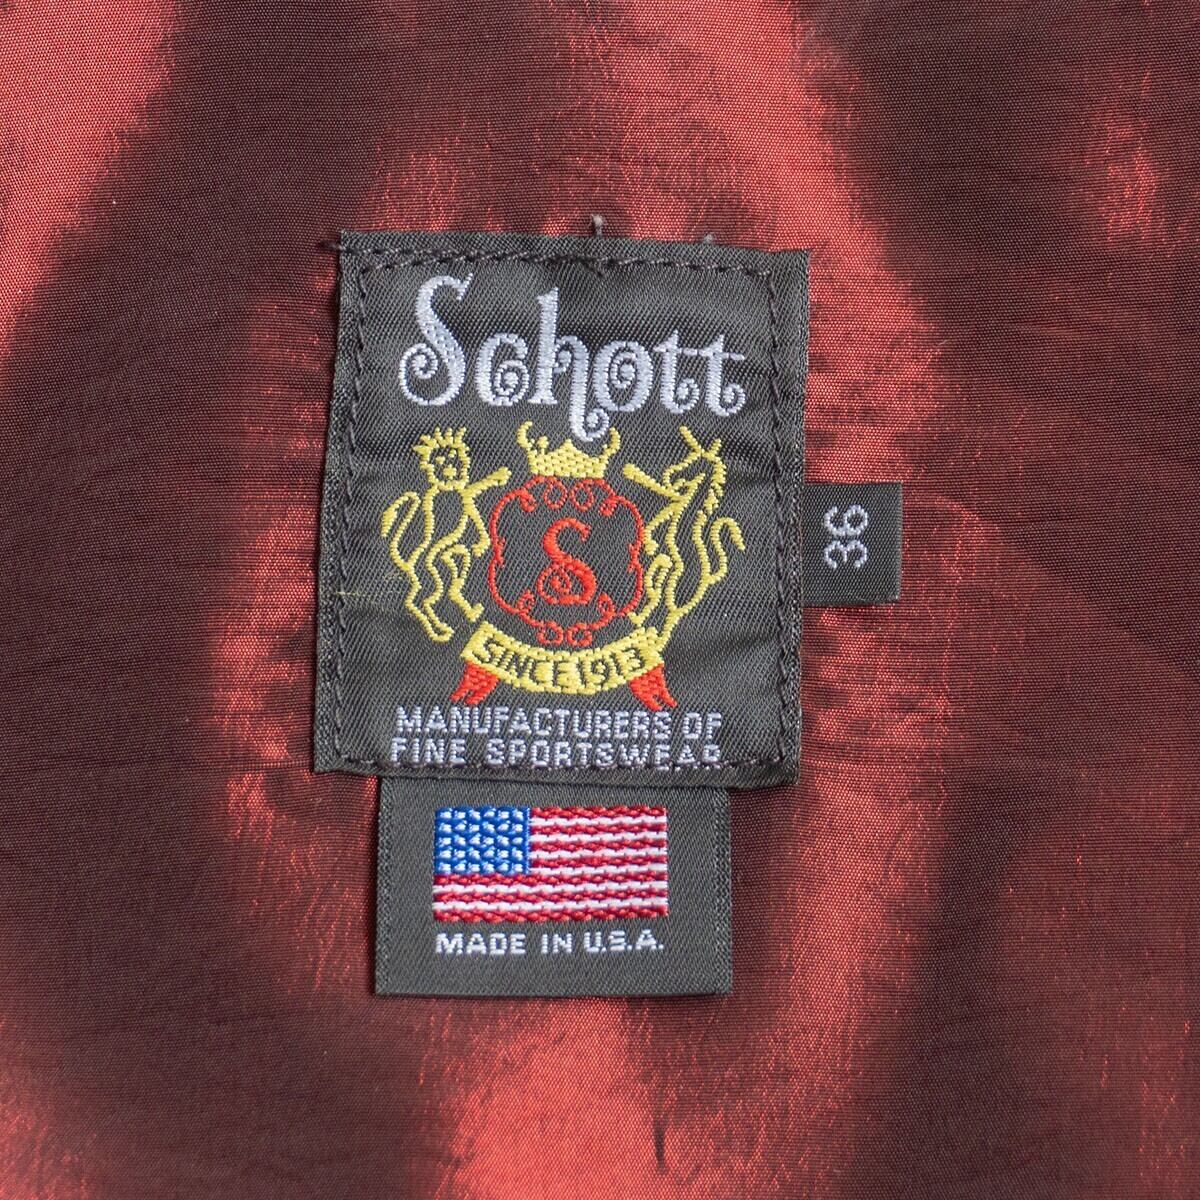 Schott
S
SINCE 1913
MANUFACTURERS OF
FINE SPORTSWEAR
36
MADE IN U.S.A.